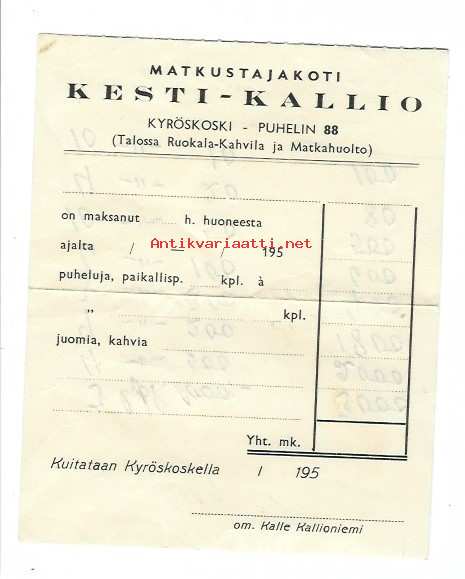 MATKUSTAJAKOTI
KESTI-KALLIO
KYRÖSKOSKI - PUHELIN 88
(Talossa Ruokala-Kahvila ja Matkahuolto)
on maksanut ........ h. huoneesta
Antikvariaatti.net
ajalta / — / 195
puheluja, paikallisp. ........ kpl. à
„ ........ kpl.
juomia, kahvia
Yht. mk.
Kuitataan Kyröskoskella / 195
om. Kalle Kallioniemi